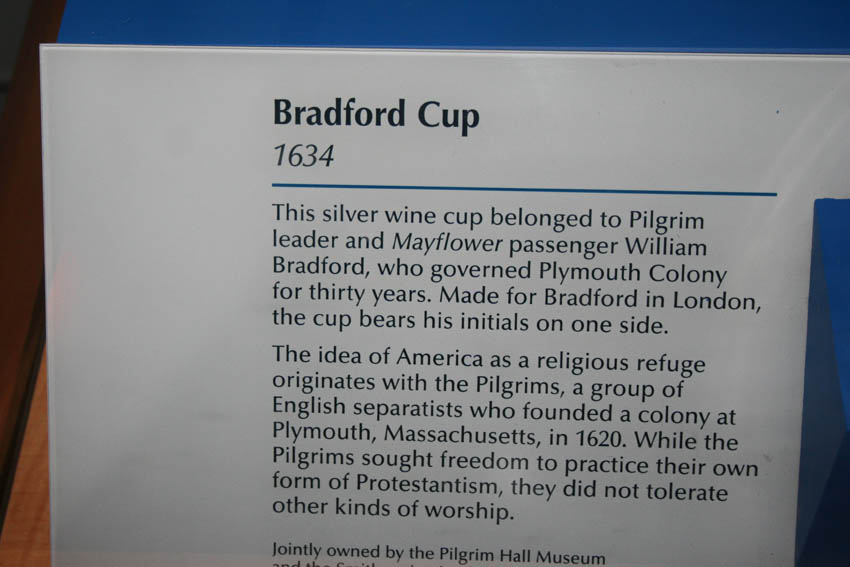 Bradford Cup
1634
This silver wine cup belonged to Pilgrim
leader and Mayflower passenger William
Bradford, who governed Plymouth Colony
for thirty years. Made for Bradford in London,
the cup bears his initials on one side.
The idea of America as a religious refuge
originates with the Pilgrims, a group of
English separatists who founded a colony at
Plymouth, Massachusetts, in 1620. While the
Pilgrims sought freedom to practice their own
form of Protestantism, they did not tolerate
other kinds of worship.
Jointly owned by the Pilgrim Hall Museum
and the